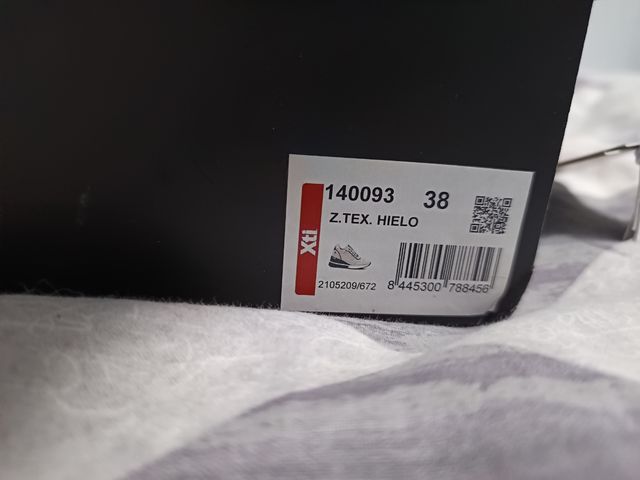 Xti
140093 38
Z.TEX. HIELO
2105209/672
8 445300 788456